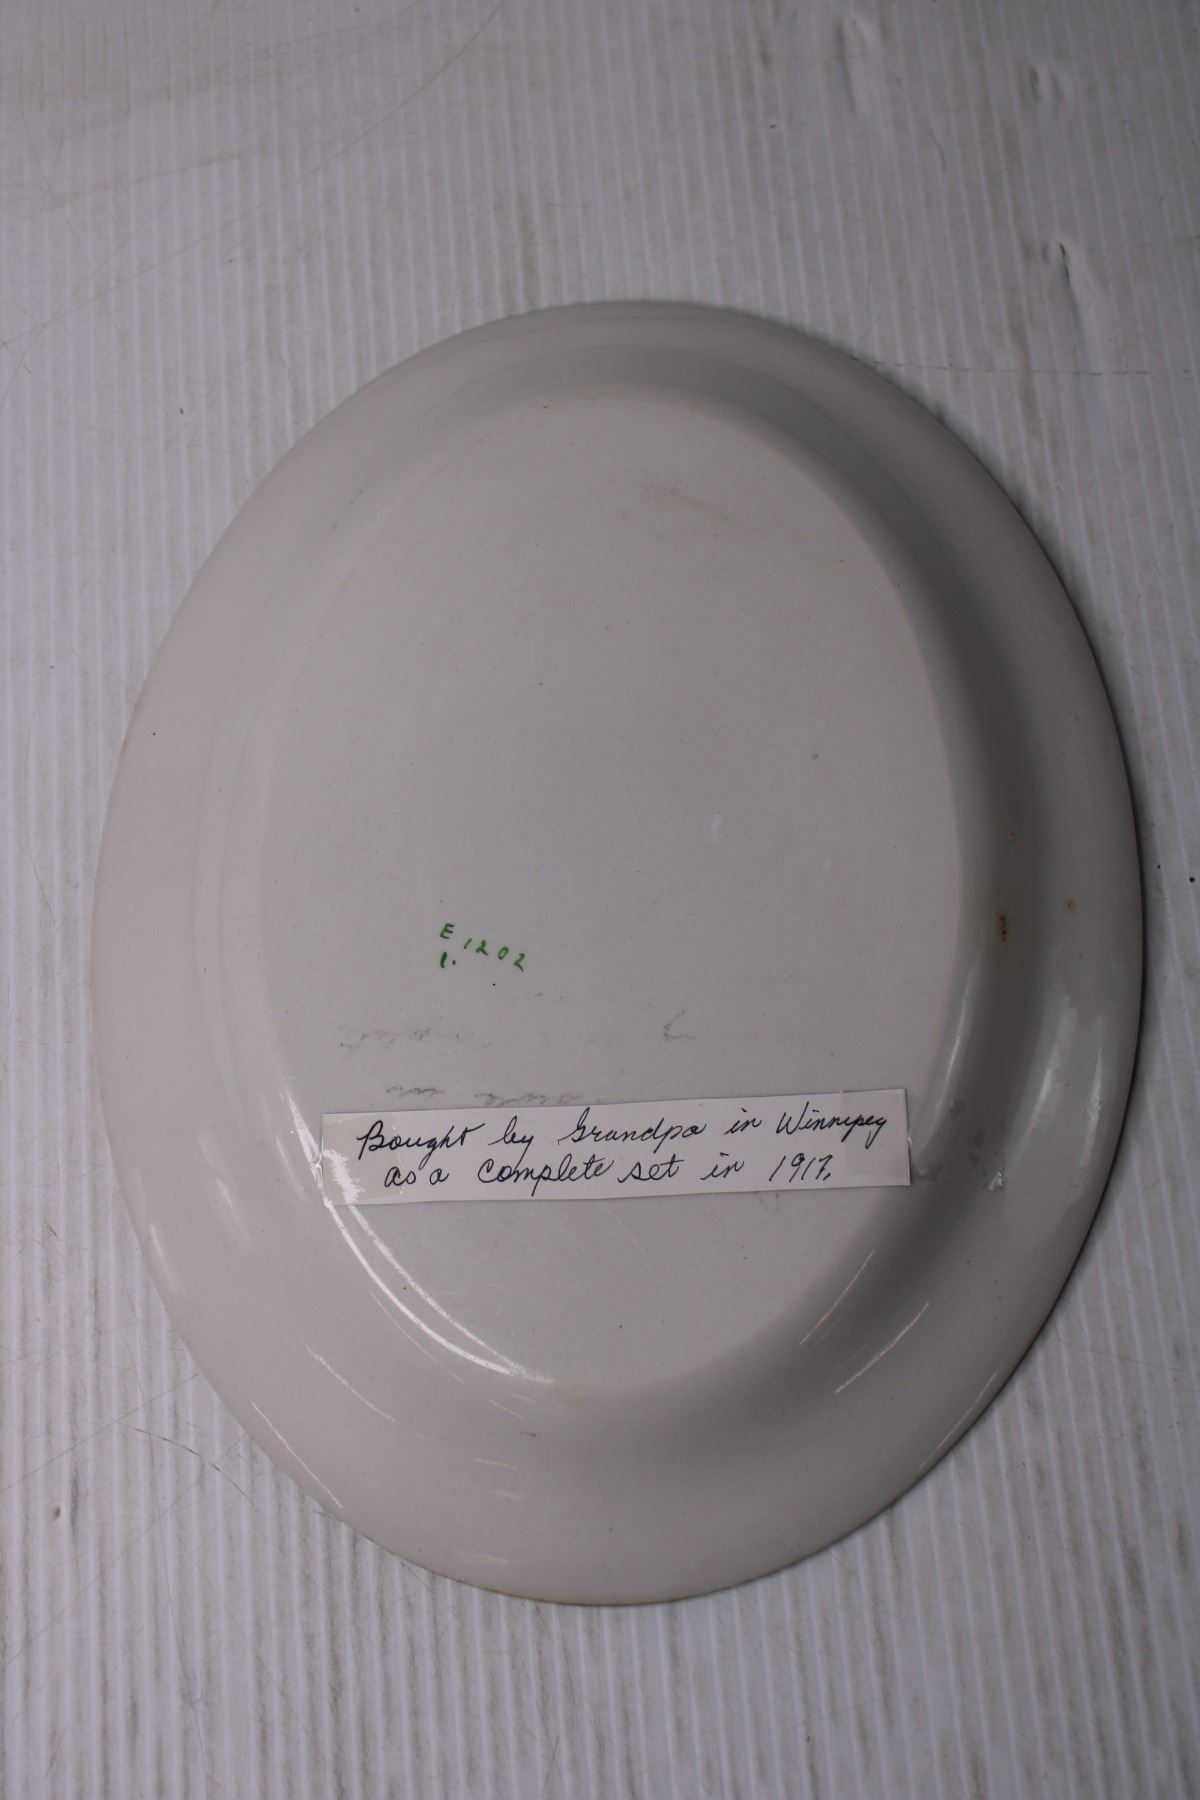 E 1202
1.
Bought by Grandpa in Winnipeg
as a complete set in 1917.